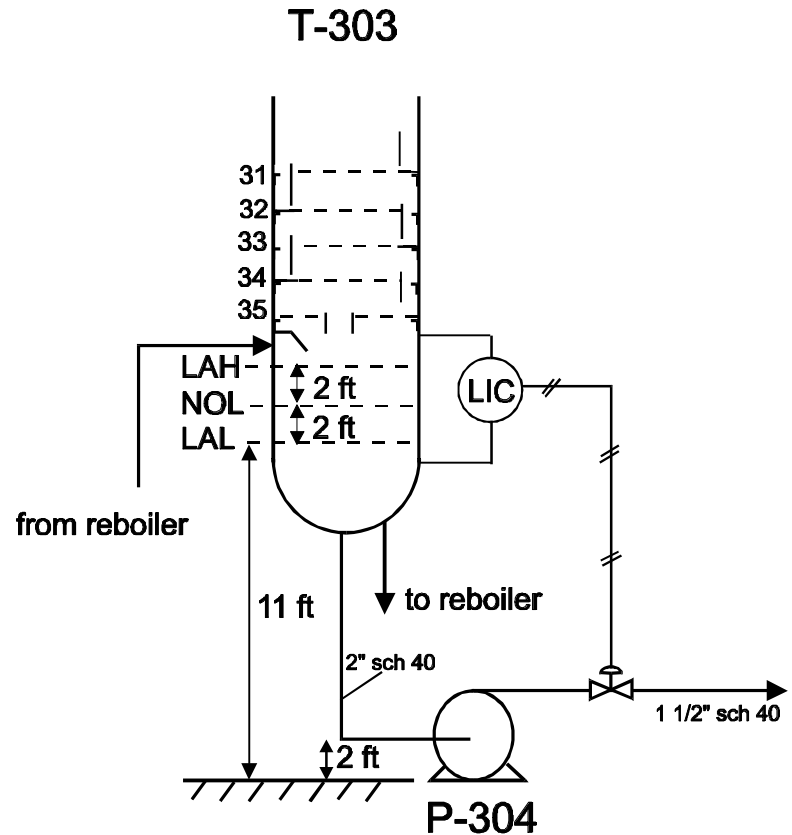 T-303
31
32
33
34
35
LAH
2 ft
NOL
2 ft
LAL
LIC
from reboiler
11 ft
to reboiler
2" sch 40
1 1/2" sch 40
2 ft
P-304